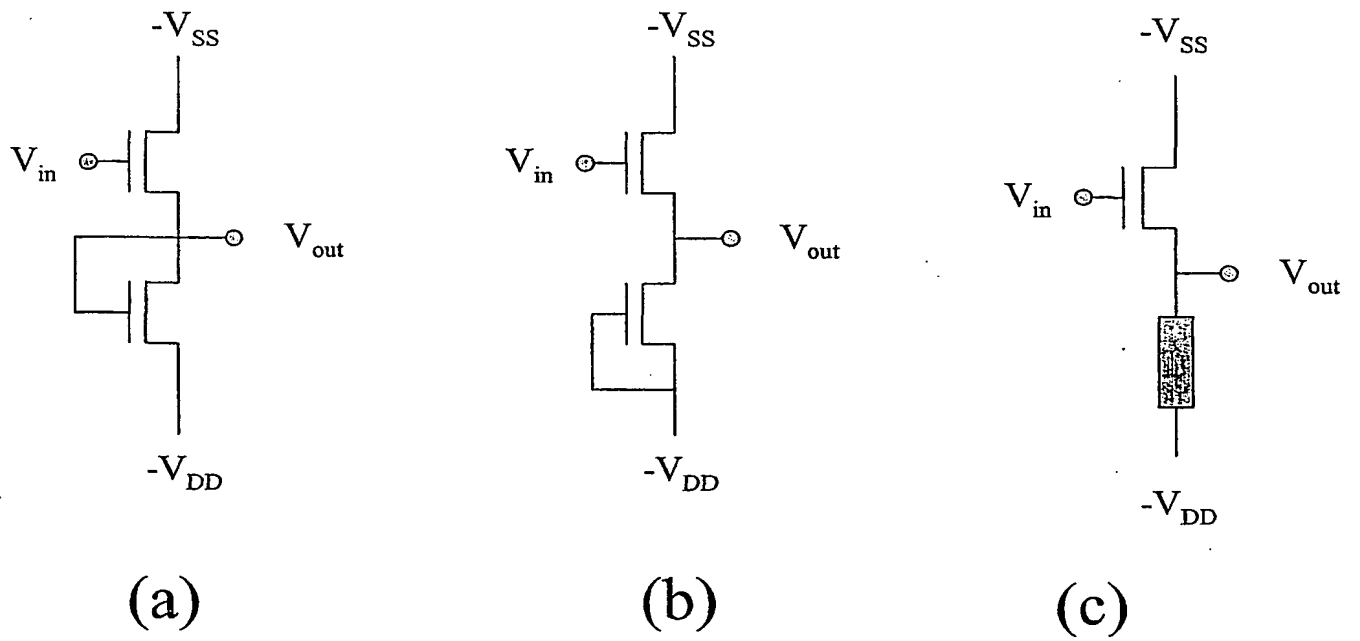 -V_SS
V_in
V_out
-V_DD
(a)
-V_SS
V_in
V_out
-V_DD
(b)
-V_SS
V_in
V_out
-V_DD
(c)